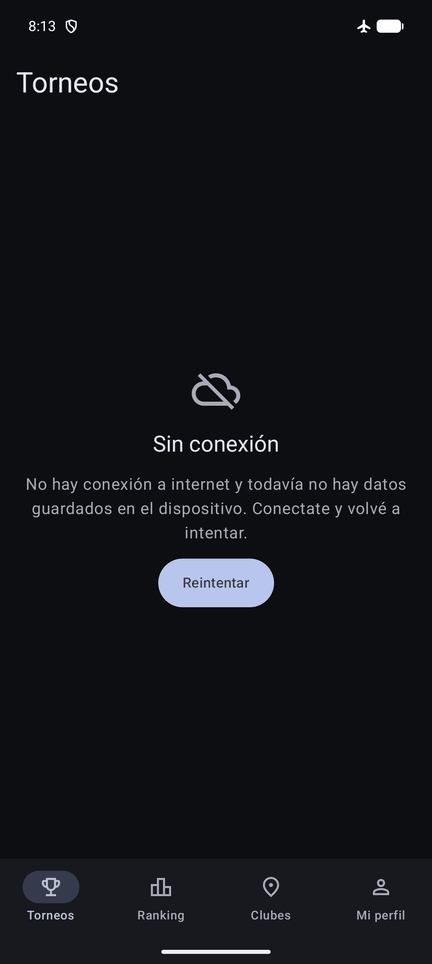 8:13
Torneos
Sin conexión
No hay conexión a internet y todavía no hay datos
guardados en el dispositivo. Conectate y volvé a
intentar.
Reintentar
Torneos
Ranking
Clubes
Mi perfil